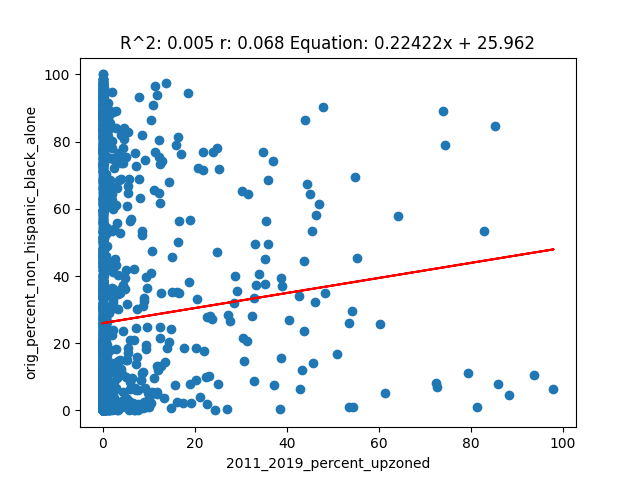 R^2: 0.005 r: 0.068 Equation: 0.22422x + 25.962
100
80
60
40
20
0
orig_percent_non_hispanic_black_alone
0 20 40 60 80 100
2011_2019_percent_upzoned